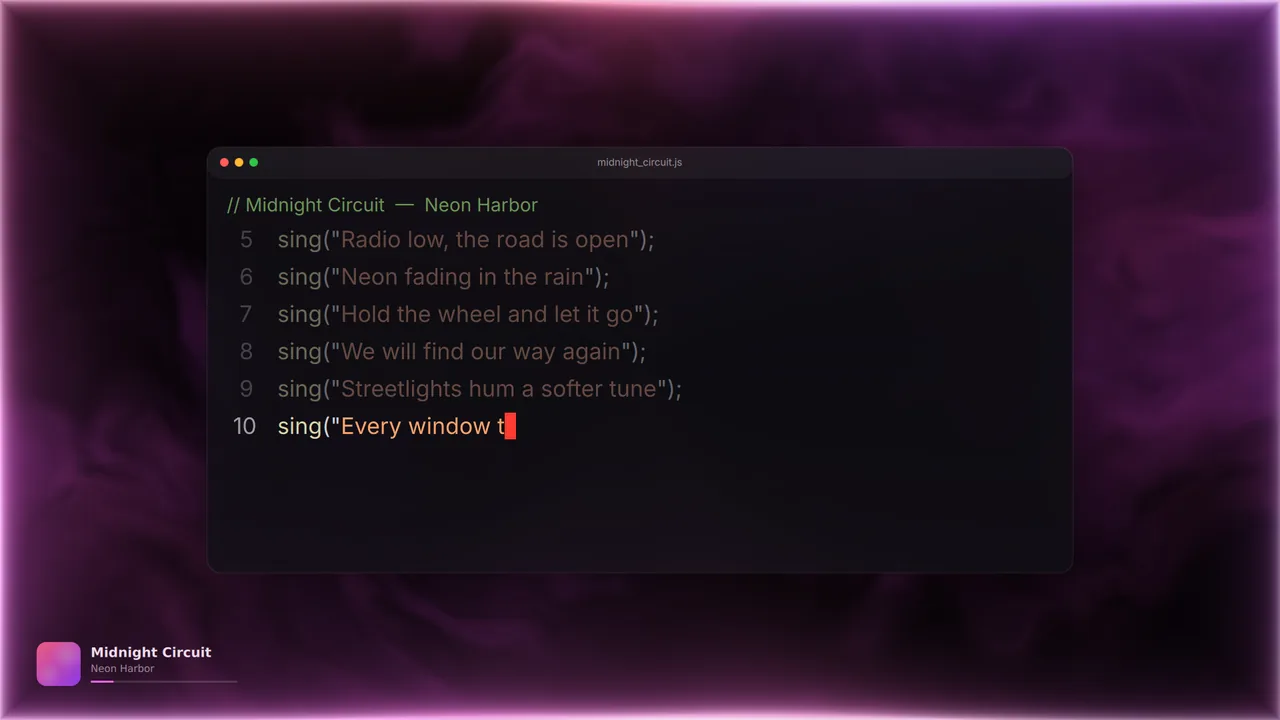 midnight_circuit.js
// Midnight Circuit — Neon Harbor
5 sing("Radio low, the road is open");
6 sing("Neon fading in the rain");
7 sing("Hold the wheel and let it go");
8 sing("We will find our way again");
9 sing("Streetlights hum a softer tune");
10 sing("Every window t
Midnight Circuit
Neon Harbor